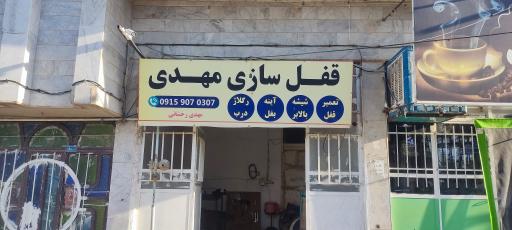 قفل سازی مهدی
0915 907 0307
مهدی رحمانی
تعمیر قفل
شیشه بالابر
آینه بغل
رگلاژ درب